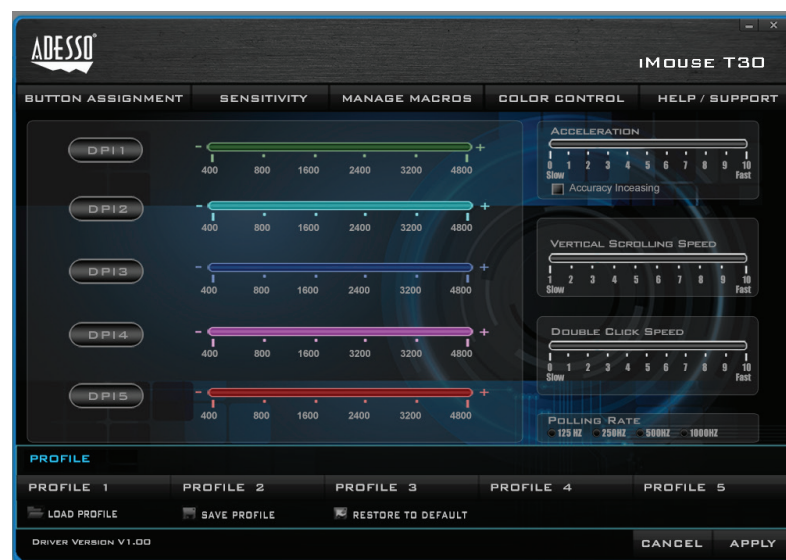 ADESSO®
iMouse T30
BUTTON ASSIGNMENT SENSITIVITY MANAGE MACROS COLOR CONTROL HELP / SUPPORT
DPI1
- +
400 800 1600 2400 3200 4800
DPI2
- +
400 800 1600 2400 3200 4800
DPI3
- +
400 800 1600 2400 3200 4800
DPI4
- +
400 800 1600 2400 3200 4800
DPI5
- +
400 800 1600 2400 3200 4800
Acceleration
0 1 2 3 4 5 6 7 8 9 10
Slow Fast
Accuracy Inceasing
Vertical Scrolling Speed
1 2 3 4 5 6 7 8 9 10
Slow Fast
Double Click Speed
0 1 2 3 4 5 6 7 8 9 10
Slow Fast
Polling Rate
125 HZ 250HZ 500HZ 1000HZ
PROFILE
PROFILE 1 PROFILE 2 PROFILE 3 PROFILE 4 PROFILE 5
LOAD PROFILE SAVE PROFILE RESTORE TO DEFAULT
Driver Version V1.00
CANCEL APPLY